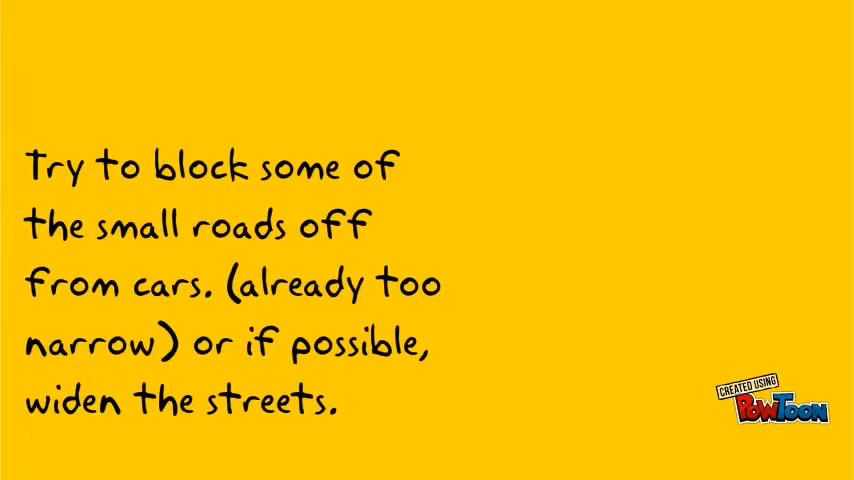 Try to block some of
the small roads off
from cars. (already too
narrow) or if possible,
widen the streets.
CREATED USING
POWTOON